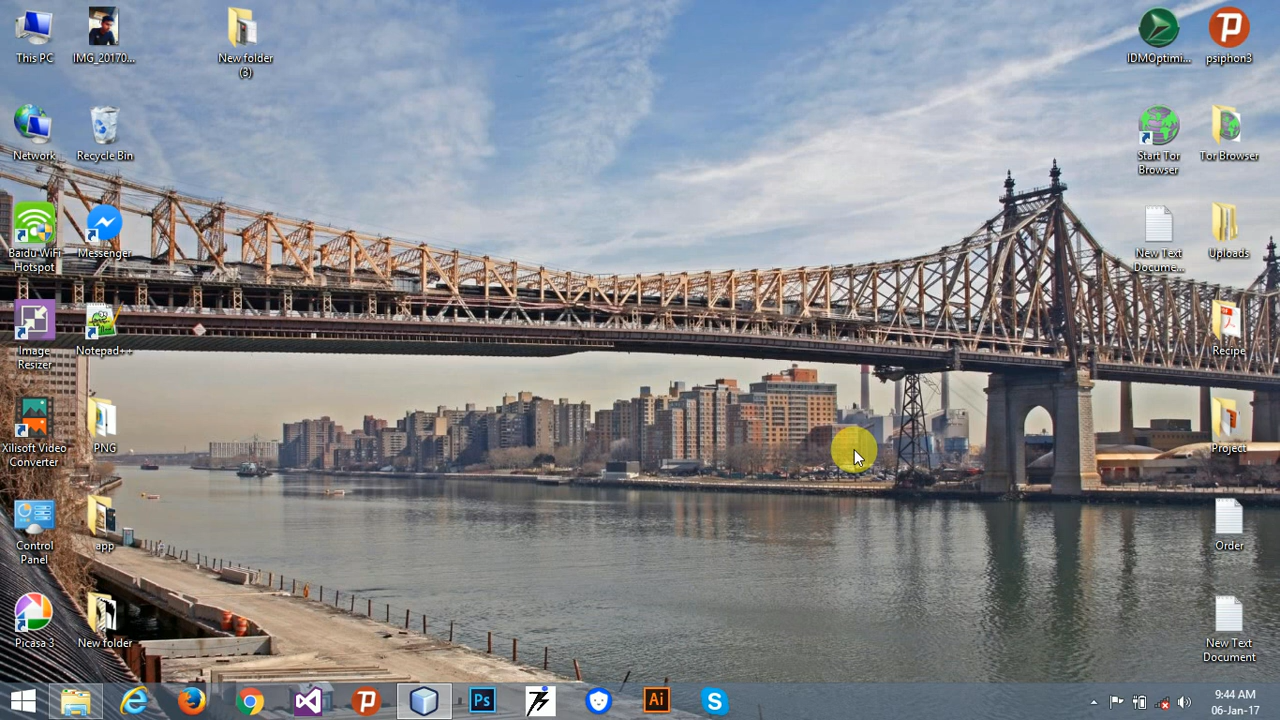 This PC
IMG_20170...
New folder
(3)
IDMOptimi...
psiphon3
Network
Recycle Bin
Start Tor
Browser
Tor Browser
Baidu WiFi
Hotspot
Messenger
New Text
Docume...
Uploads
Image
Resizer
Notepad++
Recipe
Xilisoft Video
Converter
PNG
Project
Control
Panel
app
Order
Picasa 3
New folder
New Text
Document
Ps
Ai
9:44 AM
06-Jan-17